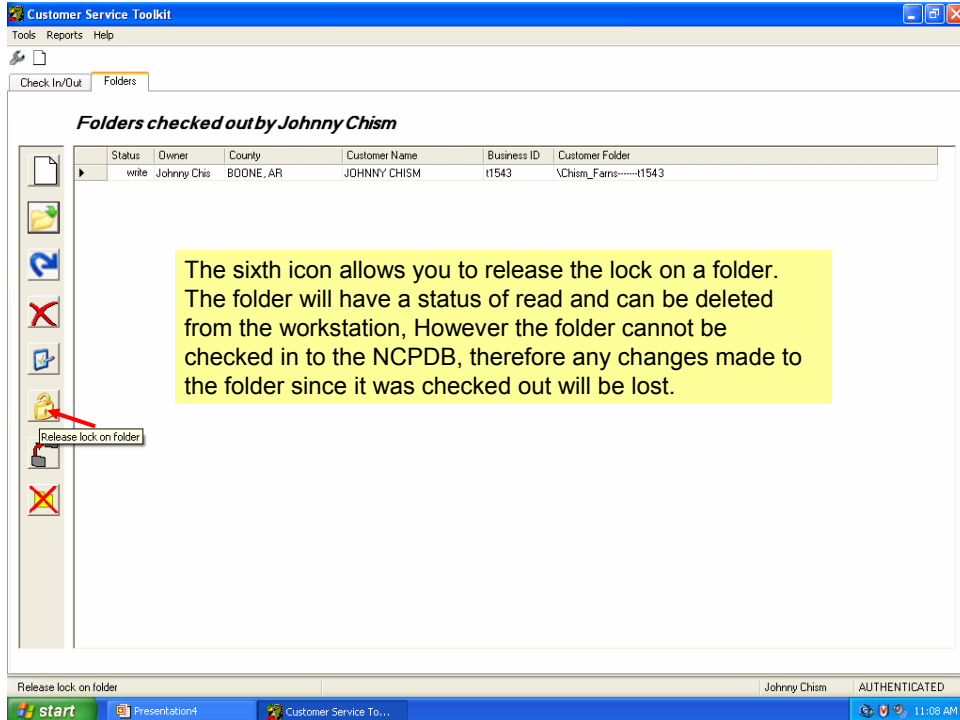 Customer Service Toolkit
Tools Reports Help
Check In/Out Folders
Folders checked out by Johnny Chism
Status Owner County Customer Name Business ID Customer Folder
write Johnny Chis BOONE, AR JOHNNY CHISM t1543 \Chism_Farns-------t1543
The sixth icon allows you to release the lock on a folder.
The folder will have a status of read and can be deleted
from the workstation, However the folder cannot be
checked in to the NCPDB, therefore any changes made to
the folder since it was checked out will be lost.
Release lock on folder
Release lock on folder Johnny Chism AUTHENTICATED
start Presentation4 Customer Service To... 11:08 AM